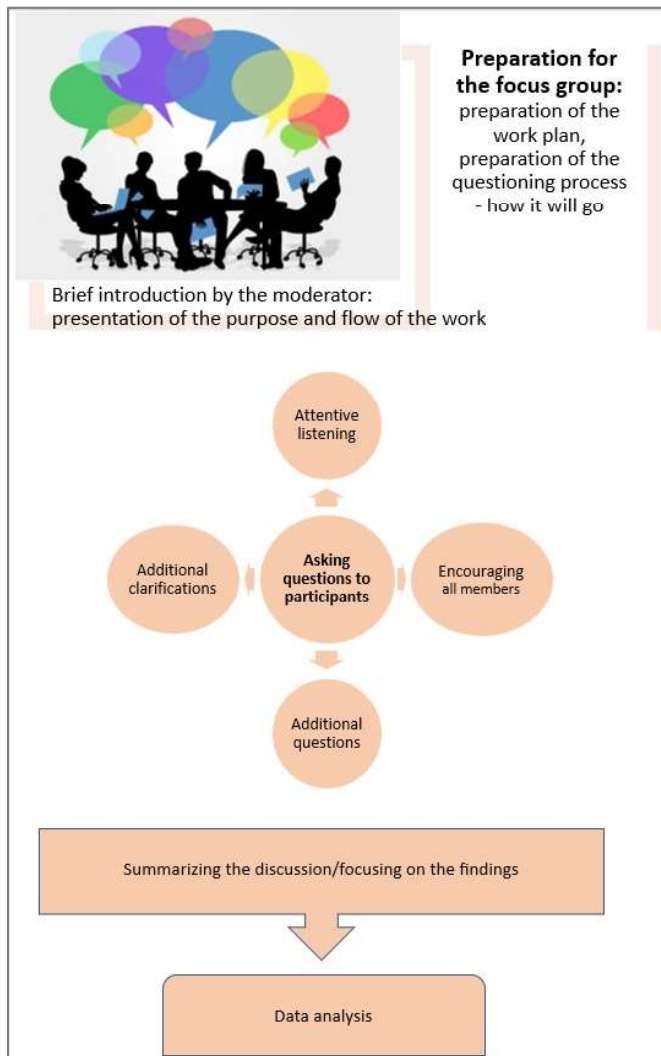 Preparation for
the focus group:
preparation of the
work plan,
preparation of the
questioning process
- how it will go
Brief introduction by the moderator:
presentation of the purpose and flow of the work
Attentive
listening
Additional
clarifications
Asking
questions to
participants
Encouraging
all members
Additional
questions
Summarizing the discussion/focusing on the findings
Data analysis